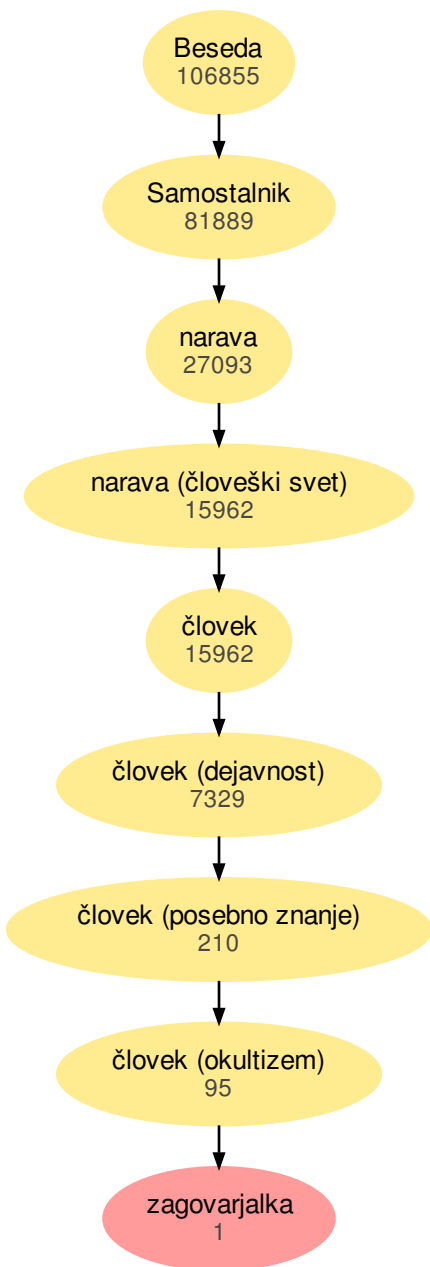 Beseda
106855
Samostalnik
81889
narava
27093
narava (človeški svet)
15962
človek
15962
človek (dejavnost)
7329
človek (posebno znanje)
210
človek (okultizem)
95
zagovarjalka
1